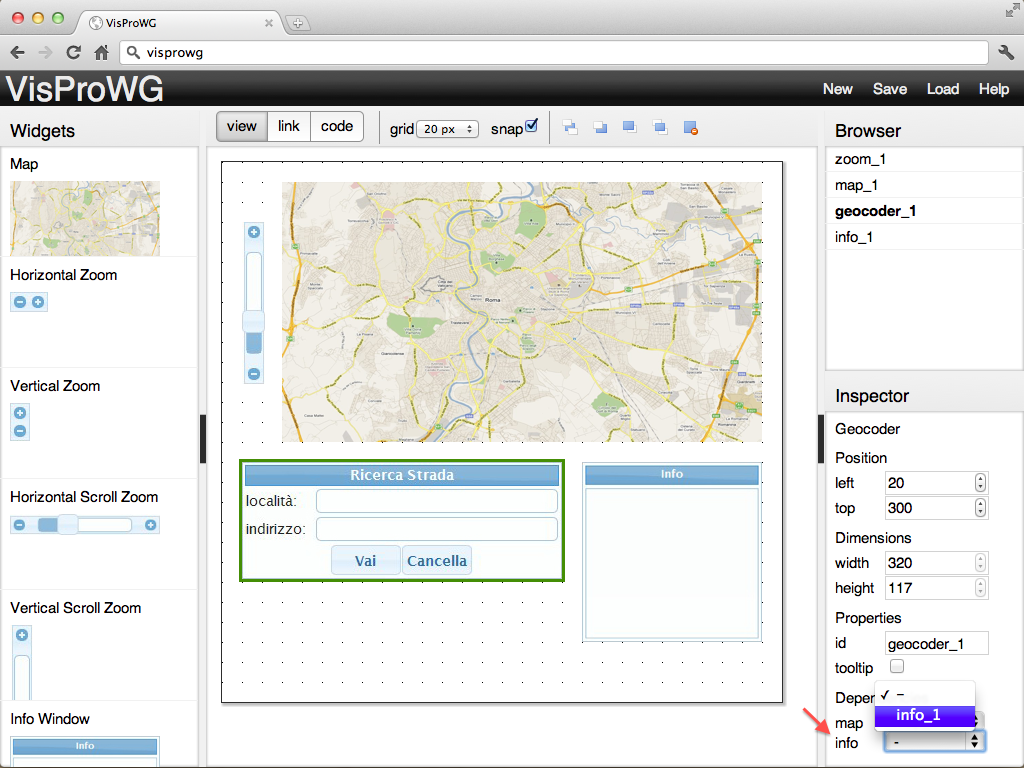 VisProWG
visprowg
VisProWG
New Save Load Help
Widgets
view link code
grid 20 px snap
Browser
Map
Horizontal Zoom
Vertical Zoom
Horizontal Scroll Zoom
Vertical Scroll Zoom
Info Window
Info
Roma
Ricerca Strada
località:
indirizzo:
Vai Cancella
Info
zoom_1
map_1
geocoder_1
info_1
Inspector
Geocoder
Position
left 20
top 300
Dimensions
width 320
height 117
Properties
id geocoder_1
tooltip
✓ –
info_1
map
info -